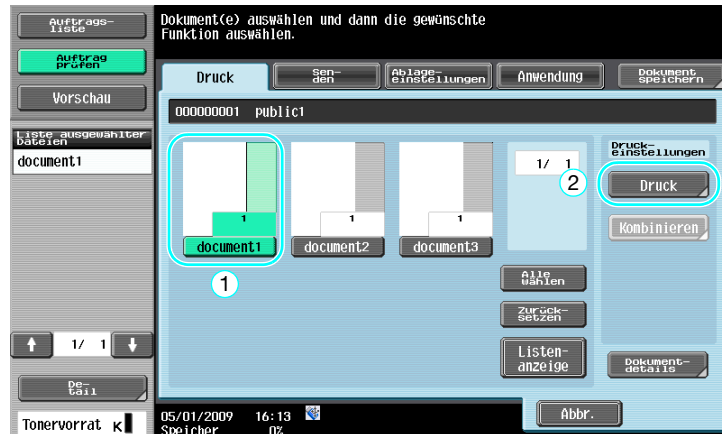 Auftrags-
liste
Auftrag
prüfen
Vorschau
Liste ausgewählter
Dateien
document1
1/ 1
De-
tail
Tonervorrat K
Dokument(e) auswählen und dann die gewünschte
Funktion auswählen.
Druck
Sen-
den
Ablage-
einstellungen
Anwendung
Dokument
speichern
000000001 public1
1
document1
1
document2
1
document3
1
1/ 1
2
Alle
wählen
Zurück-
setzen
Listen-
anzeige
Druck-
einstellungen
Druck
Kombinieren
Dokument-
details
05/01/2009 16:13
Speicher 0%
Abbr.